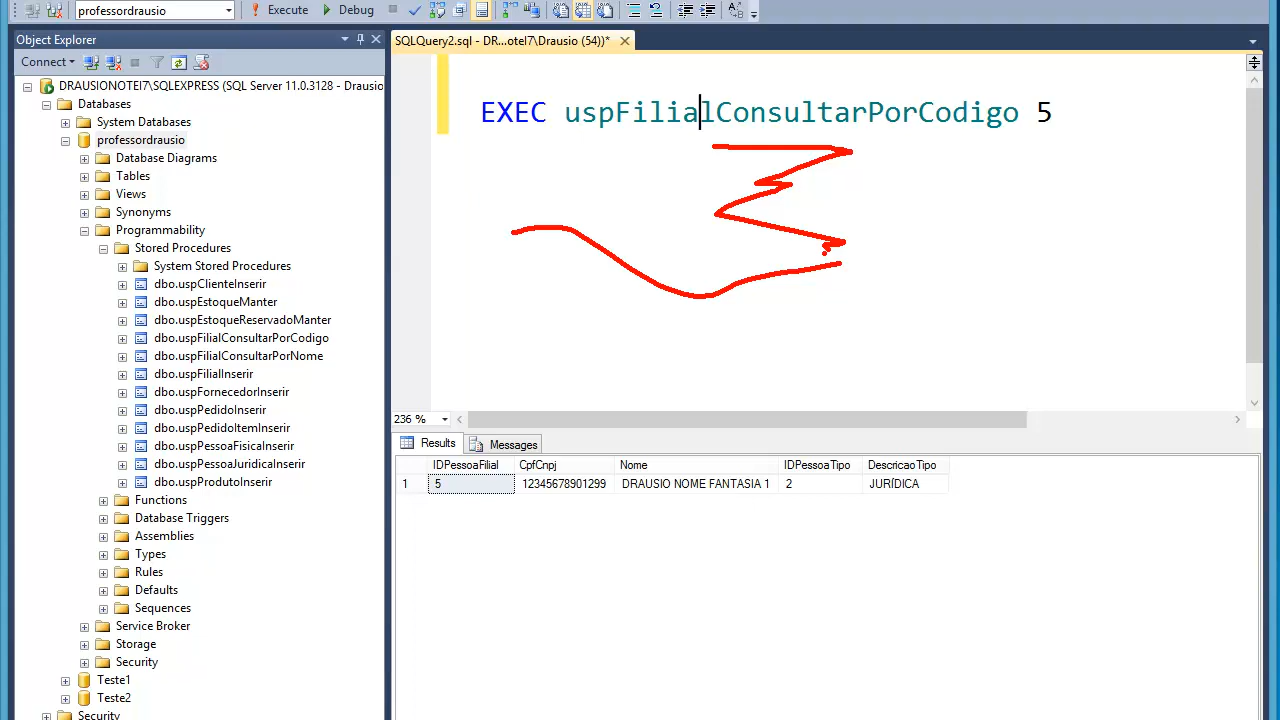 professordrausio
Execute
Debug
Object Explorer
SQLQuery2.sql - DR...otel7\Drausio (54))*
Connect
DRAUSIONOTEI7\SQLEXPRESS (SQL Server 11.0.3128 - Drausio
Databases
System Databases
professordrausio
Database Diagrams
Tables
Views
Synonyms
Programmability
Stored Procedures
System Stored Procedures
dbo.uspClienteInserir
dbo.uspEstoqueManter
dbo.uspEstoqueReservadoManter
dbo.uspFilialConsultarPorCodigo
dbo.uspFilialConsultarPorNome
dbo.uspFilialInserir
dbo.uspFornecedorInserir
dbo.uspPedidoInserir
dbo.uspPedidoItemInserir
dbo.uspPessoaFisicaInserir
dbo.uspPessoaJuridicaInserir
dbo.uspProdutoInserir
Functions
Database Triggers
Assemblies
Types
Rules
Defaults
Sequences
Service Broker
Storage
Security
Teste1
Teste2
Security
EXEC uspFilialConsultarPorCodigo 5
236 %
Results
Messages
IDPessoaFilial CpfCnpj Nome IDPessoaTipo DescricaoTipo
1 5 12345678901299 DRAUSIO NOME FANTASIA 1 2 JURÍDICA